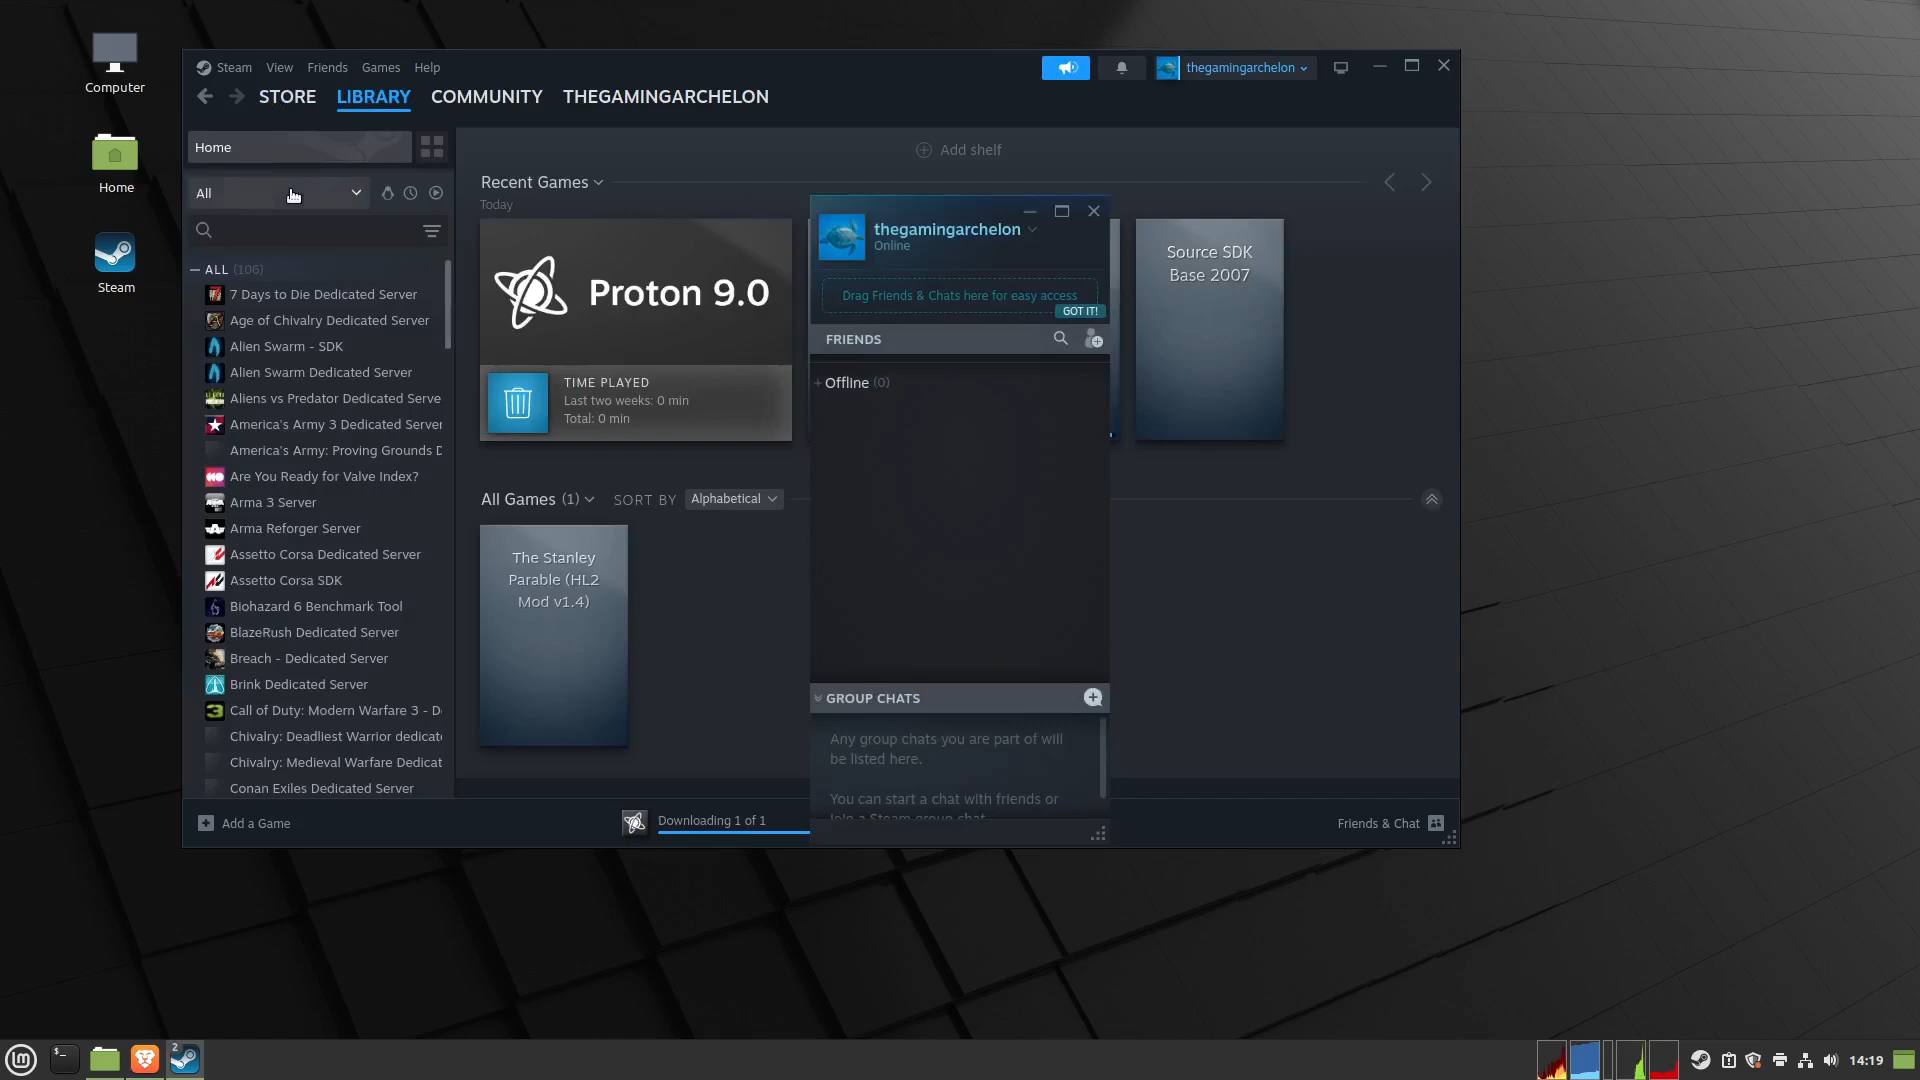 Computer
Home
Steam
Steam View Friends Games Help
thegamingarchelon
STORE LIBRARY COMMUNITY THEGAMINGARCHELON
Home
All
ALL (106)
7 Days to Die Dedicated Server
Age of Chivalry Dedicated Server
Alien Swarm - SDK
Alien Swarm Dedicated Server
Aliens vs Predator Dedicated Serve
America's Army 3 Dedicated Server
America's Army: Proving Grounds D
Are You Ready for Valve Index?
Arma 3 Server
Arma Reforger Server
Assetto Corsa Dedicated Server
Assetto Corsa SDK
Biohazard 6 Benchmark Tool
BlazeRush Dedicated Server
Breach - Dedicated Server
Brink Dedicated Server
Call of Duty: Modern Warfare 3 - De
Chivalry: Deadliest Warrior dedicate
Chivalry: Medieval Warfare Dedicat
Conan Exiles Dedicated Server
Add a Game
Add shelf
Recent Games
Today
Proton 9.0
TIME PLAYED
Last two weeks: 0 min
Total: 0 min
Source SDK
Base 2007
All Games (1) SORT BY Alphabetical
The Stanley
Parable (HL2
Mod v1.4)
thegamingarchelon
Online
Drag Friends & Chats here for easy access
GOT IT!
FRIENDS
+ Offline (0)
GROUP CHATS
Any group chats you are part of will
be listed here.
You can start a chat with friends or
join a Steam group chat
Downloading 1 of 1
Friends & Chat
2
14:19